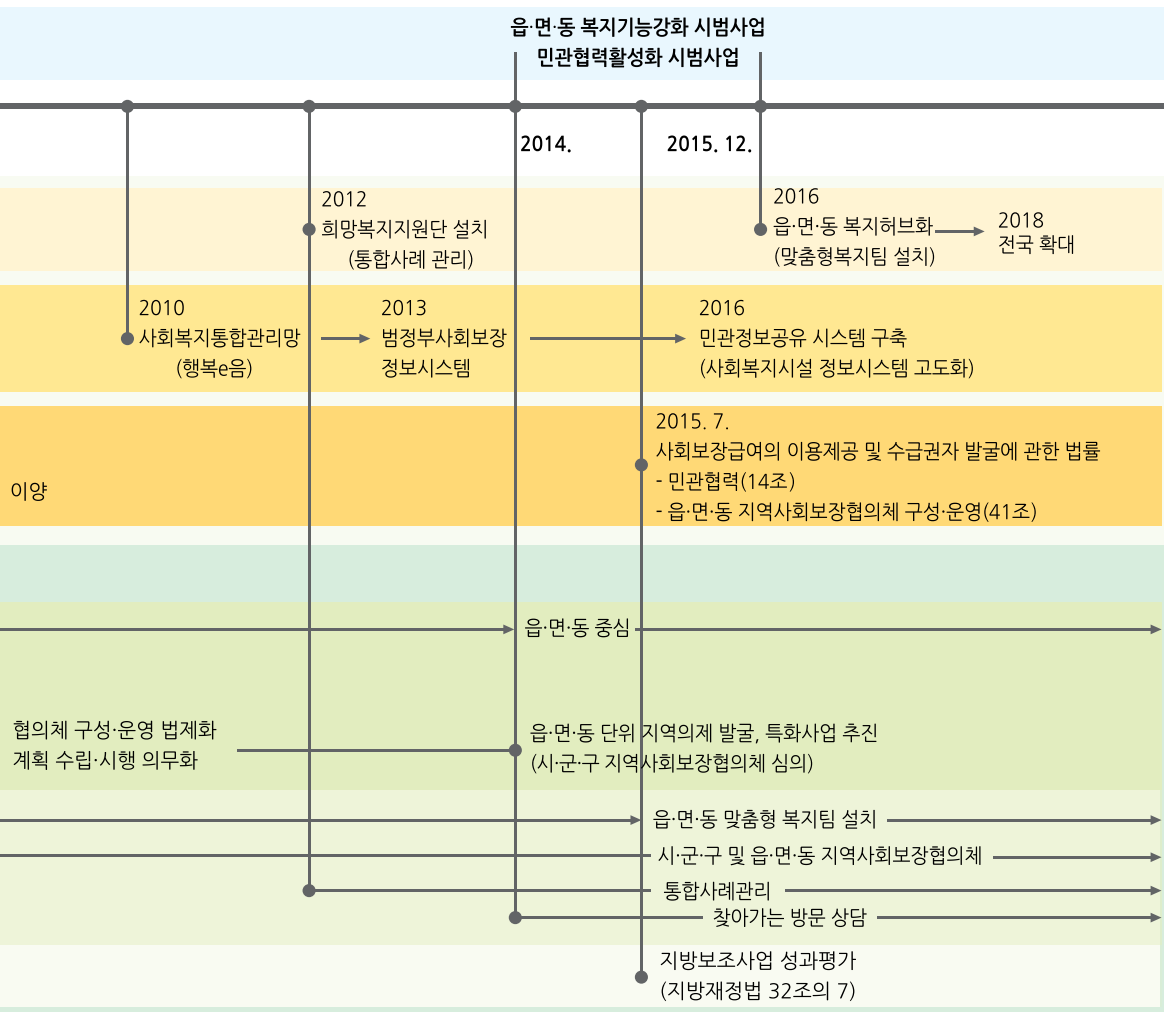 읍·면·동 복지기능강화 시범사업
민관협력활성화 시범사업
2014.
2015. 12.
2012
희망복지지원단 설치
(통합사례 관리)
2016
읍·면·동 복지허브화
(맞춤형복지팀 설치)
2018
전국 확대
2010
사회복지통합관리망
(행복e음)
2013
범정부사회보장
정보시스템
2016
민관정보공유 시스템 구축
(사회복지시설 정보시스템 고도화)
이양
2015. 7.
사회보장급여의 이용제공 및 수급권자 발굴에 관한 법률
- 민관협력(14조)
- 읍·면·동 지역사회보장협의체 구성·운영(41조)
읍·면·동 중심
협의체 구성·운영 법제화
계획 수립·시행 의무화
읍·면·동 단위 지역의제 발굴, 특화사업 추진
(시·군·구 지역사회보장협의체 심의)
읍·면·동 맞춤형 복지팀 설치
시·군·구 및 읍·면·동 지역사회보장협의체
통합사례관리
찾아가는 방문 상담
지방보조사업 성과평가
(지방재정법 32조의 7)